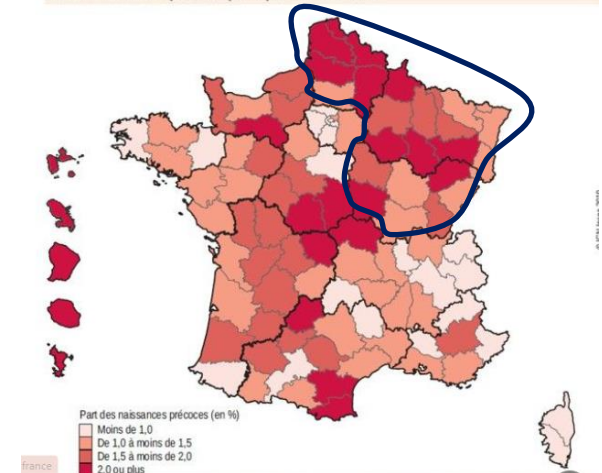 Part des naissances précoces (en %)
Moins de 1,0
De 1,0 à moins de 1,5
De 1,5 à moins de 2,0
2,0 ou plus
france